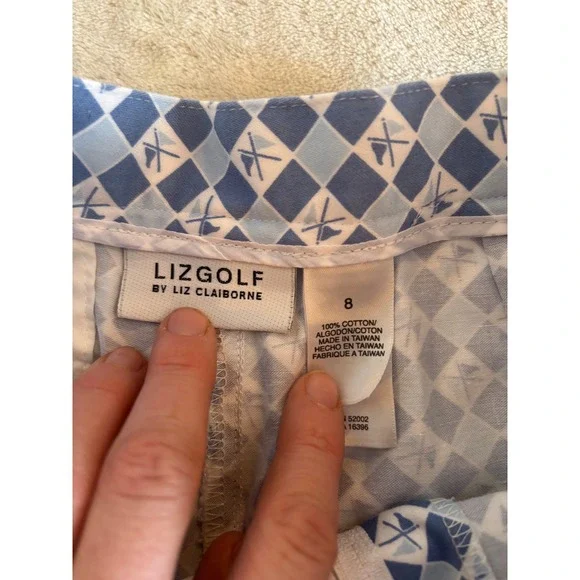 LIZGOLF
BY LIZ CLAIBORNE
8
100% COTTON/
ALGODON/COTON
MADE IN TAIWAN
HECHO EN TAIWAN
FABRIQUE A TAIWAN
52002
16395